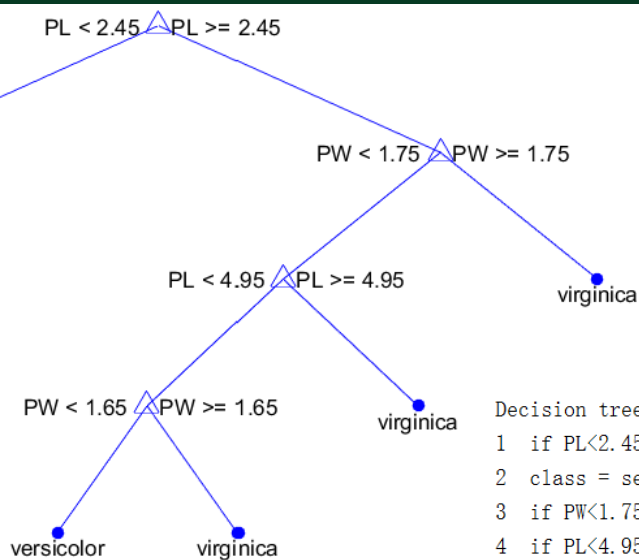 PL < 2.45 PL >= 2.45
PW < 1.75 PW >= 1.75
PL < 4.95 PL >= 4.95
virginica
PW < 1.65 PW >= 1.65
virginica
versicolor virginica
Decision tree
1 if PL<2.45
2 class = se
3 if PW<1.75
4 if PL<4.95